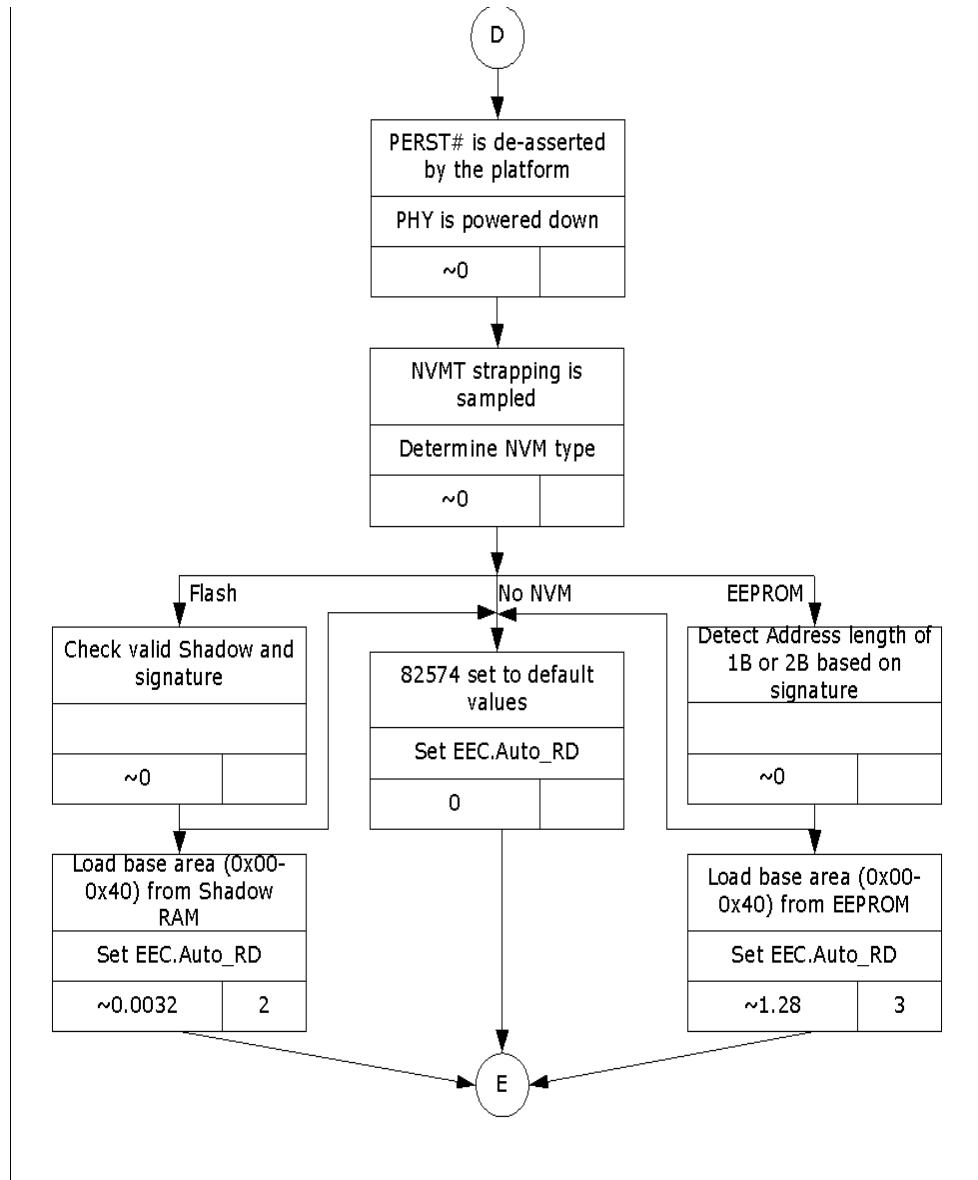 D
PERST# is de-asserted
by the platform
PHY is powered down
~0
NVMT strapping is
sampled
Determine NVM type
~0
Flash
No NVM
EEPROM
Check valid Shadow and
signature
~0
82574 set to default
values
Set EEC.Auto_RD
0
Detect Address length of
1B or 2B based on
signature
~0
Load base area (0x00-
0x40) from Shadow
RAM
Set EEC.Auto_RD
~0.0032
2
Load base area (0x00-
0x40) from EEPROM
Set EEC.Auto_RD
~1.28
3
E